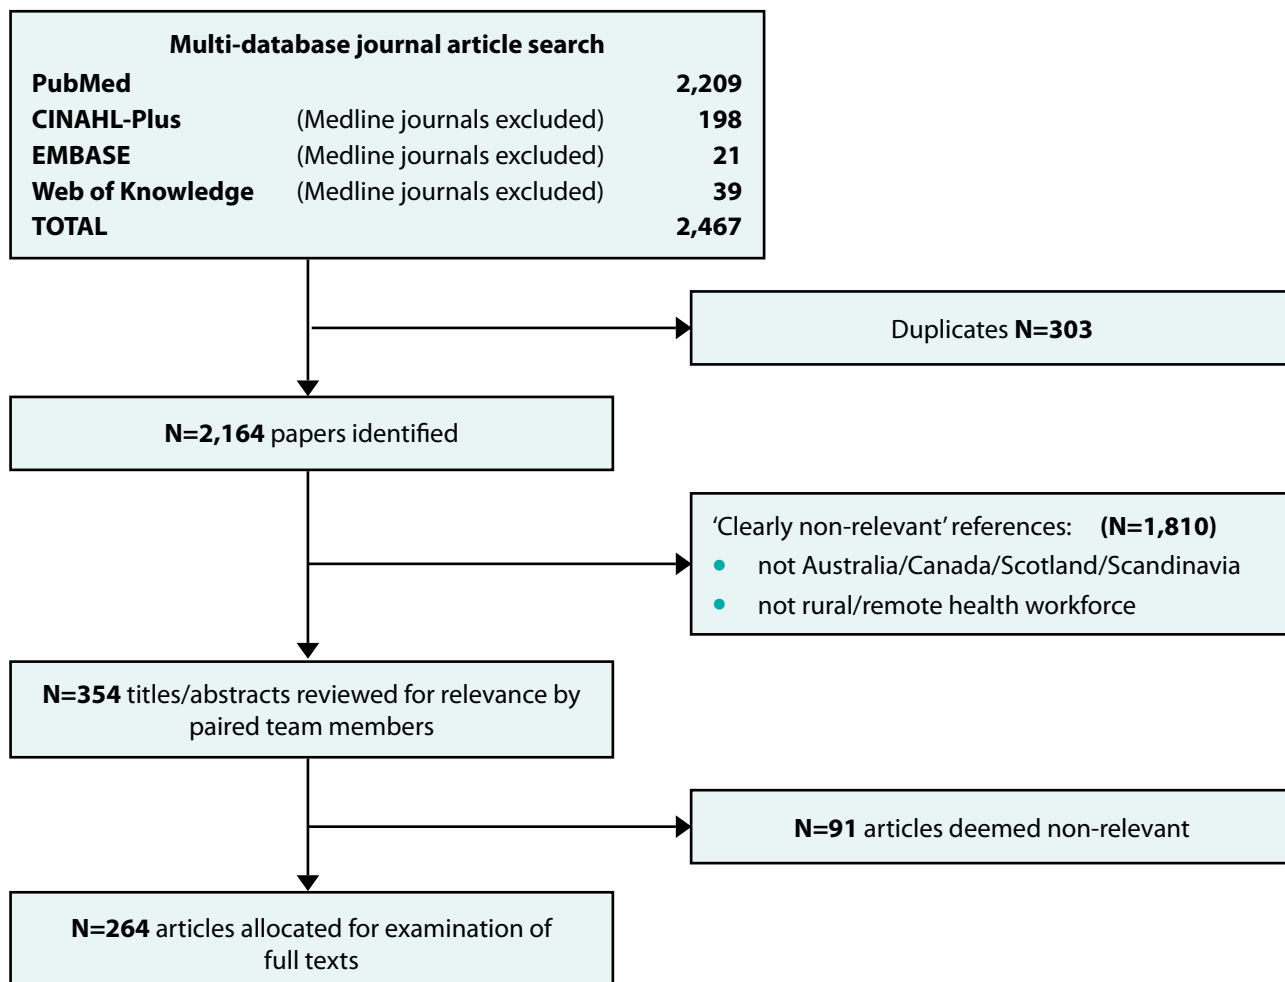 Multi-database journal article search
PubMed 2,209
CINAHL-Plus (Medline journals excluded) 198
EMBASE (Medline journals excluded) 21
Web of Knowledge (Medline journals excluded) 39
TOTAL 2,467
Duplicates N=303
N=2,164 papers identified
'Clearly non-relevant' references: (N=1,810)
• not Australia/Canada/Scotland/Scandinavia
• not rural/remote health workforce
N=354 titles/abstracts reviewed for relevance by
paired team members
N=91 articles deemed non-relevant
N=264 articles allocated for examination of
full texts